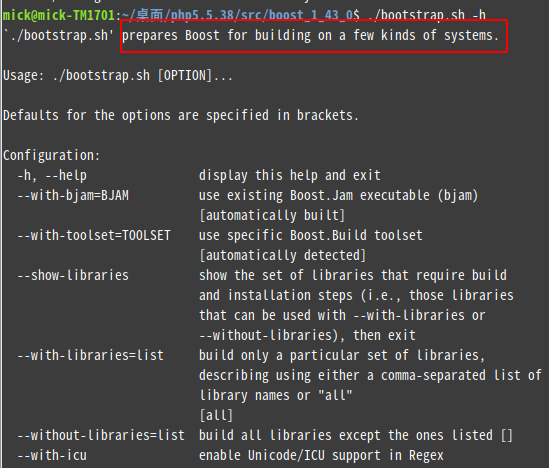 mick@mick-TM1701:~/桌面/php5.5.38/src/boost_1_43_0$ ./bootstrap.sh -h
`./bootstrap.sh' prepares Boost for building on a few kinds of systems.
Usage: ./bootstrap.sh [OPTION]...
Defaults for the options are specified in brackets.
Configuration:
-h, --help display this help and exit
--with-bjam=BJAM use existing Boost.Jam executable (bjam)
[automatically built]
--with-toolset=TOOLSET use specific Boost.Build toolset
[automatically detected]
--show-libraries show the set of libraries that require build
and installation steps (i.e., those libraries
that can be used with --with-libraries or
--without-libraries), then exit
--with-libraries=list build only a particular set of libraries,
describing using either a comma-separated list of
library names or "all"
[all]
--without-libraries=list build all libraries except the ones listed []
--with-icu enable Unicode/ICU support in Regex